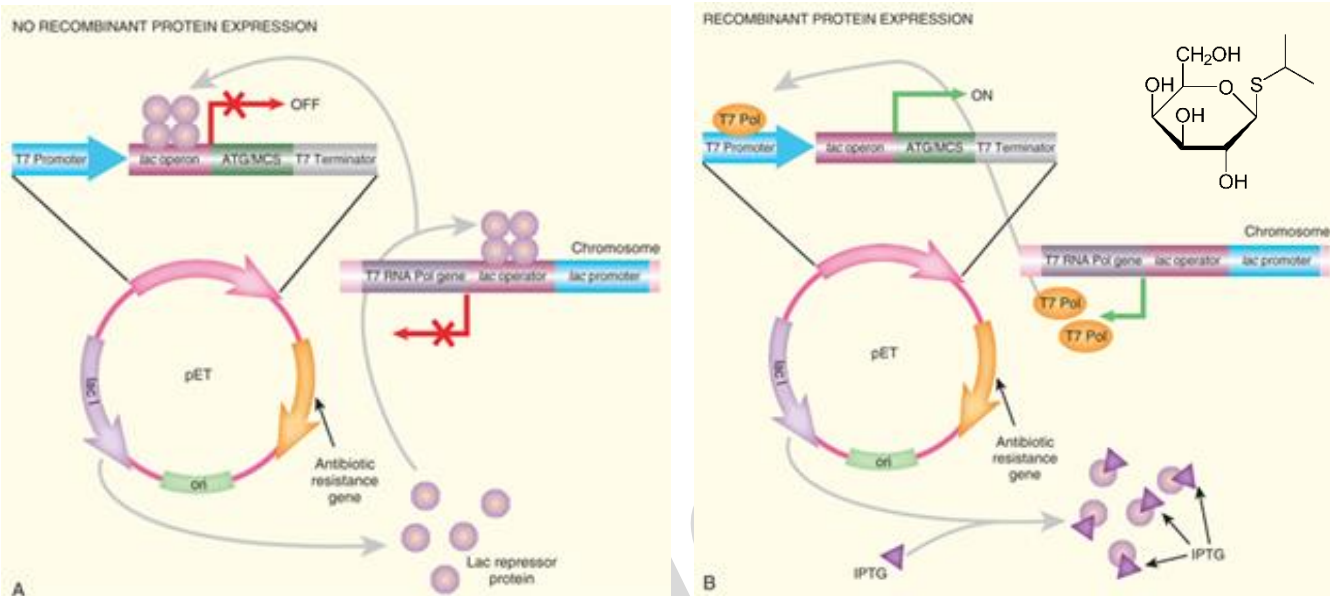 NO RECOMBINANT PROTEIN EXPRESSION
OFF
T7 Promoter
lac operon
ATG/MCS
T7 Terminator
Chromosome
T7 RNA Pol gene
lac operator
lac promoter
lac I
pET
ori
Antibiotic
resistance
gene
Lac repressor
protein
A
RECOMBINANT PROTEIN EXPRESSION
CH2OH
OH
O
S
OH
OH
T7 Pol
ON
T7 Promoter
lac operon
ATG/MCS
T7 Terminator
Chromosome
T7 RNA Pol gene
lac operator
lac promoter
T7 Pol
T7 Pol
lac I
pET
ori
Antibiotic
resistance
gene
IPTG
IPTG
B